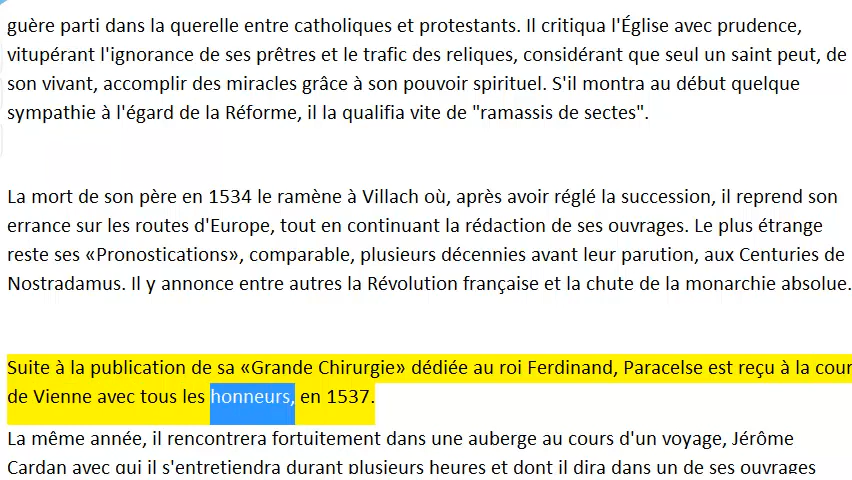 guère parti dans la querelle entre catholiques et protestants. Il critiqua l'Église avec prudence,
vitupérant l'ignorance de ses prêtres et le trafic des reliques, considérant que seul un saint peut, de
son vivant, accomplir des miracles grâce à son pouvoir spirituel. S'il montra au début quelque
sympathie à l'égard de la Réforme, il la qualifia vite de "ramassis de sectes".
La mort de son père en 1534 le ramène à Villach où, après avoir réglé la succession, il reprend son
errance sur les routes d'Europe, tout en continuant la rédaction de ses ouvrages. Le plus étrange
reste ses «Pronostications», comparable, plusieurs décennies avant leur parution, aux Centuries de
Nostradamus. Il y annonce entre autres la Révolution française et la chute de la monarchie absolue.
Suite à la publication de sa «Grande Chirurgie» dédiée au roi Ferdinand, Paracelse est reçu à la cour
de Vienne avec tous les honneurs, en 1537.
La même année, il rencontrera fortuitement dans une auberge au cours d'un voyage, Jérôme
Cardan avec qui il s'entretiendra durant plusieurs heures et dont il dira dans un de ses ouvrages